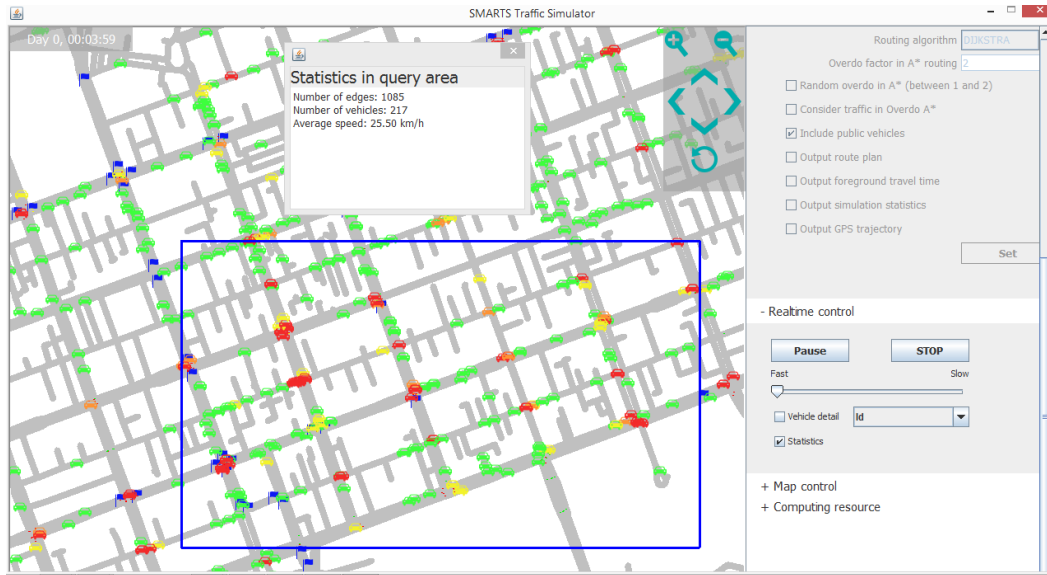 SMARTS Traffic Simulator
Day 0, 00:03:59
Statistics in query area
Number of edges: 1085
Number of vehicles: 217
Average speed: 25.50 km/h
Routing algorithm DIJKSTRA
Overdo factor in A* routing 2
Random overdo in A* (between 1 and 2)
Consider traffic in Overdo A*
Include public vehicles
Output route plan
Output foreground travel time
Output simulation statistics
Output GPS trajectory
Set
- Realtime control
Pause STOP
Fast Slow
Vehicle detail Id
Statistics
+ Map control
+ Computing resource